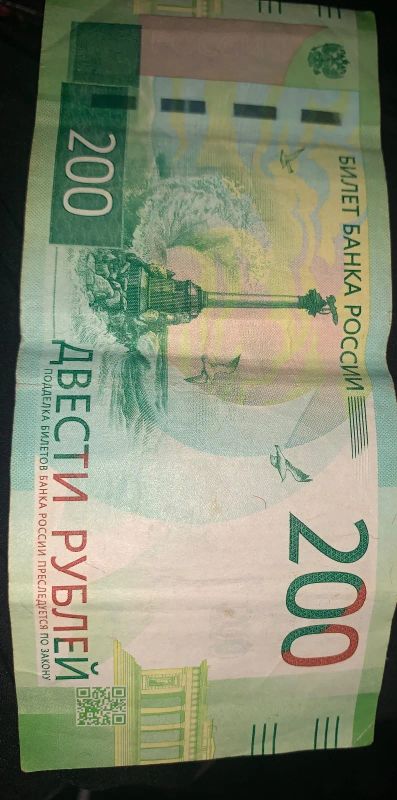 БИЛЕТ БАНКА РОССИИ
200
200
ДВЕСТИ РУБЛЕЙ
ПОДДЕЛКА БИЛЕТОВ БАНКА РОССИИ ПРЕСЛЕДУЕТСЯ ПО ЗАКОНУ